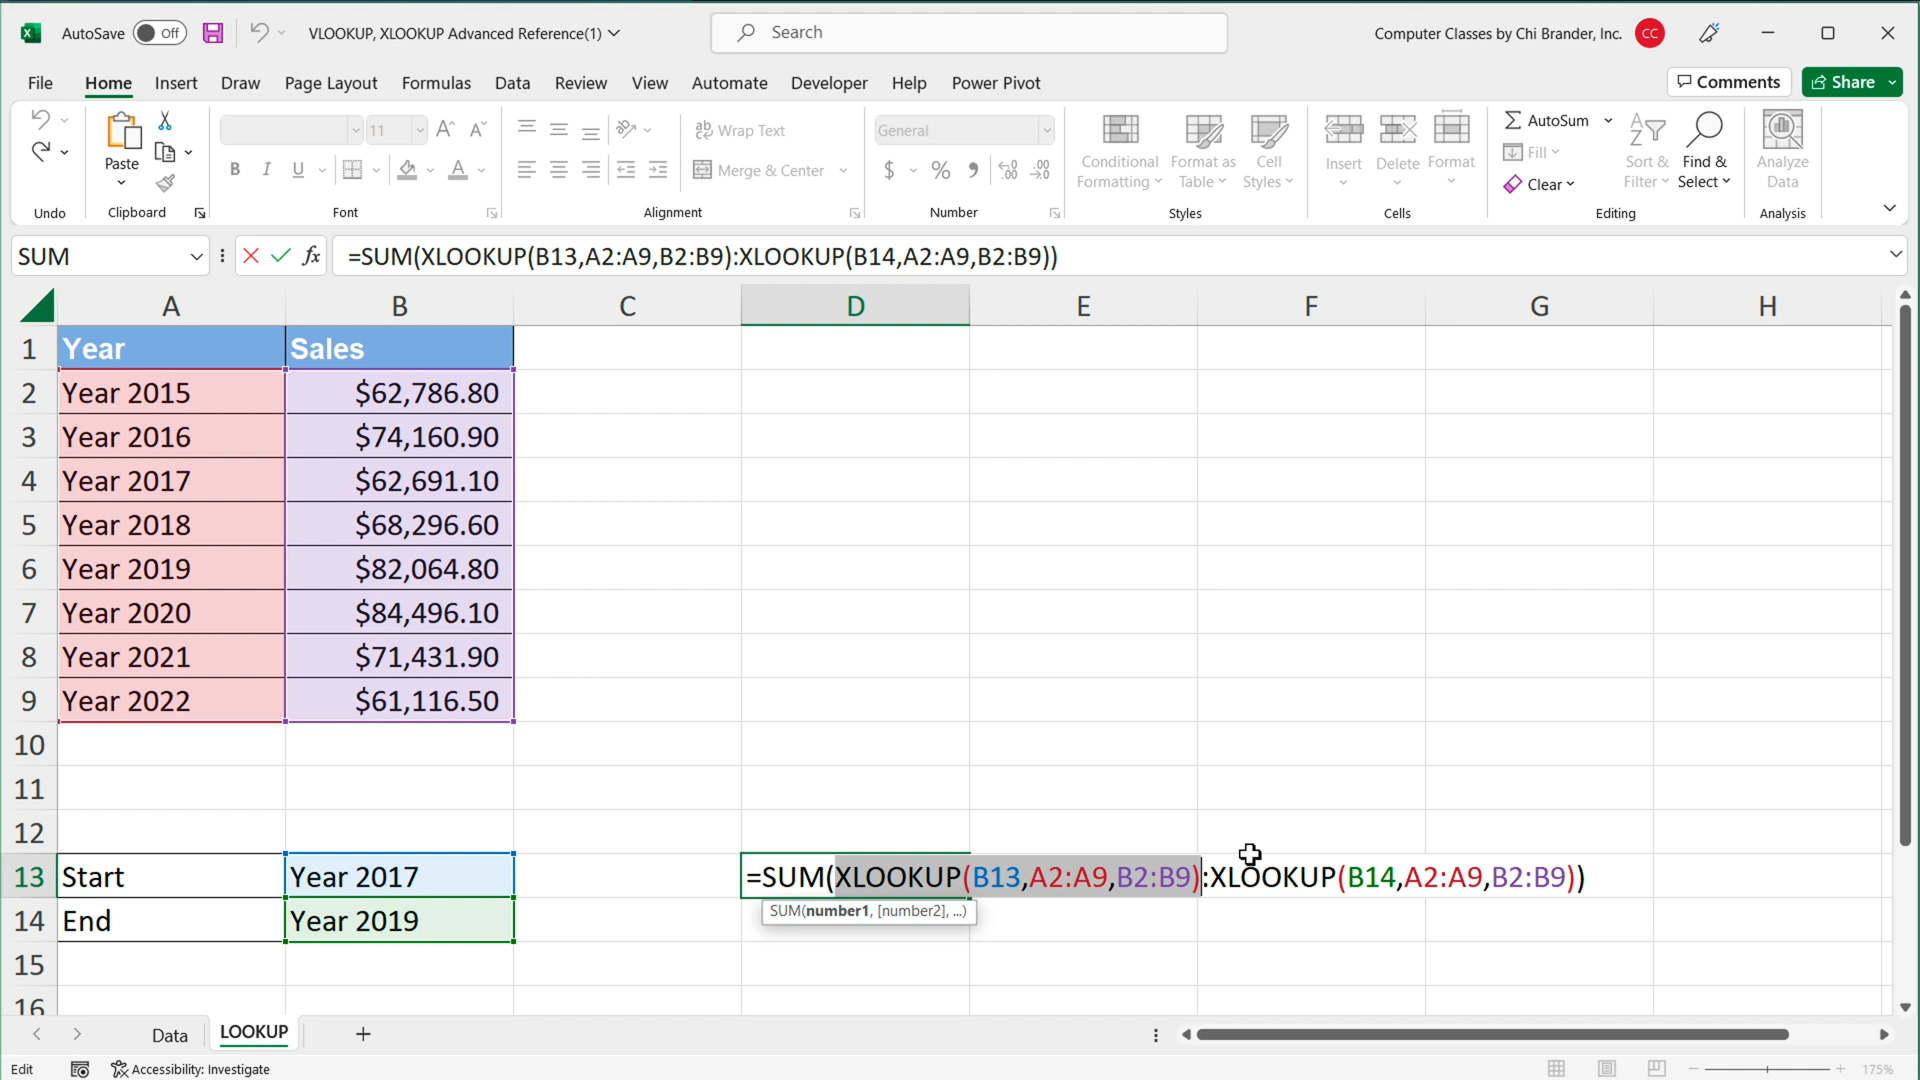 AutoSave Off VLOOKUP, XLOOKUP Advanced Reference(1) Search Computer Classes by Chi Brander, Inc. CC
File Home Insert Draw Page Layout Formulas Data Review View Automate Developer Help Power Pivot Comments Share
Paste
11
B I U
A
ab Wrap Text
Merge & Center
General
$ % ,
Conditional Formatting
Format as Table
Cell Styles
Insert
Delete
Format
AutoSum
Fill
Clear
Sort & Filter
Find & Select
Analyze Data
Undo Clipboard Font Alignment Number Styles Cells Editing Analysis
SUM fx =SUM(XLOOKUP(B13,A2:A9,B2:B9):XLOOKUP(B14,A2:A9,B2:B9))
A B C D E F G H
1 Year Sales
2 Year 2015 $62,786.80
3 Year 2016 $74,160.90
4 Year 2017 $62,691.10
5 Year 2018 $68,296.60
6 Year 2019 $82,064.80
7 Year 2020 $84,496.10
8 Year 2021 $71,431.90
9 Year 2022 $61,116.50
10
11
12
13 Start Year 2017 =SUM(XLOOKUP(B13,A2:A9,B2:B9):XLOOKUP(B14,A2:A9,B2:B9))
SUM(number1, [number2], ...)
14 End Year 2019
15
16
Data LOOKUP
Edit Accessibility: Investigate 175%